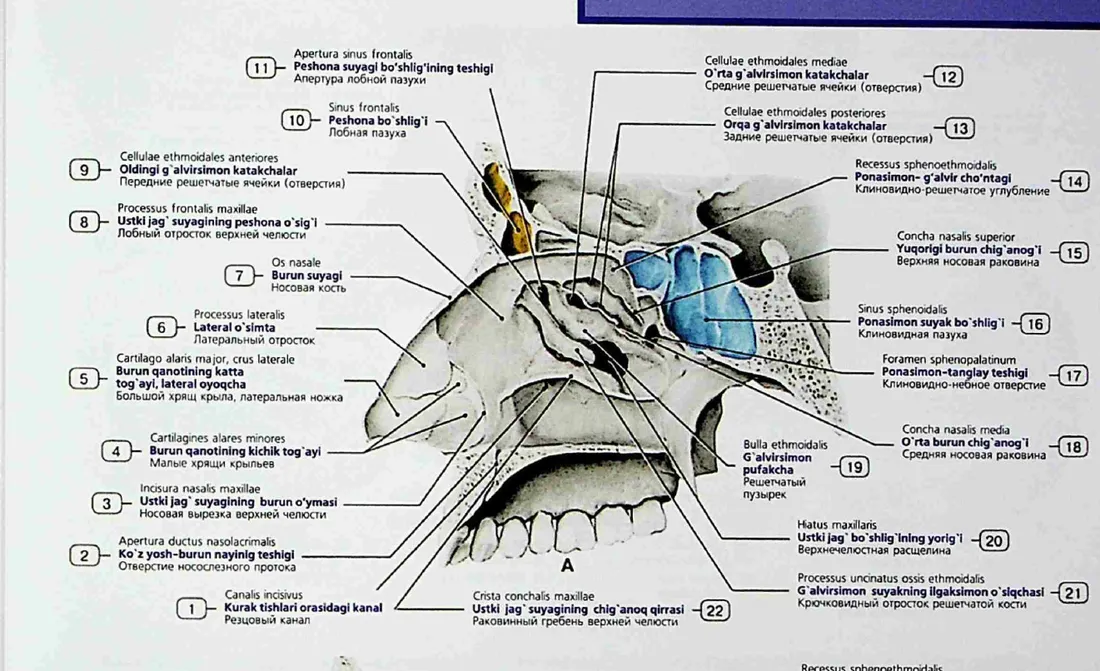 Apertura sinus frontalis
11
Peshona suyagi bo'shlig'ining teshigi
Апертура лобной пазухи
Sinus frontalis
10
Peshona bo`shlig`i
Лобная пазуха
Cellulae ethmoidales anteriores
9
Oldingi g`alvirsimon katakchalar
Передние решетчатые ячейки (отверстия)
Processus frontalis maxillae
8
Ustki jag` suyagining peshona o`sig`i
Лобный отросток верхней челюсти
Os nasale
7
Burun suyagi
Носовая кость
Processus lateralis
6
Lateral o`simta
Латеральный отросток
Cartilago alaris major, crus laterale
Burun qanotining katta
5
tog`ayi, lateral oyoqcha
Большой хрящ крыла, латеральная ножка
Cartilagines alares minores
4
Burun qanotining kichik tog`ayi
Малые хрящи крыльев
Incisura nasalis maxillae
3
Ustki jag` suyagining burun o'ymasi
Носовая вырезка верхней челюсти
Apertura ductus nasolacrimalis
2
Ko`z yosh-burun nayinig teshigi
Отверстие носослезного протока
Canalis incisivus
1
Kurak tishlari orasidagi kanal
Резцовый канал
Cellulae ethmoidales mediae
O`rta g`alvirsimon katakchalar
12
Средние решетчатые ячейки (отверстия)
Cellulae ethmoidales posteriores
Orqa g`alvirsimon katakchalar
13
Задние решетчатые ячейки (отверстия)
Recessus sphenoethmoidalis
Ponasimon- g'alvir cho'ntagi
14
Клиновидно-решетчатое углубление
Concha nasalis superior
Yuqorigi burun chig`anog`i
15
Верхняя носовая раковина
Sinus sphenoidalis
Ponasimon suyak bo`shlig`i
16
Клиновидная пазуха
Foramen sphenopalatinum
Ponasimon-tanglay teshigi
17
Клиновидно-небное отверстие
Concha nasalis media
O`rta burun chig`anog`i
18
Средняя носовая раковина
Bulla ethmoidalis
G`alvirsimon
pufakcha
19
Решетчатый
пузырек
Hiatus maxillaris
Ustki jag` bo`shlig`ining yorig`i
20
Верхнечелюстная расщелина
Processus uncinatus ossis ethmoidalis
G`alvirsimon suyakning ilgaksimon o`siqchasi
21
Крючковидный отросток решетчатой кости
A
Crista conchalis maxillae
Ustki jag` suyagining chig`anoq qirrasi
22
Раковинный гребень верхней челюсти
Recessus sphenoethmoidalis